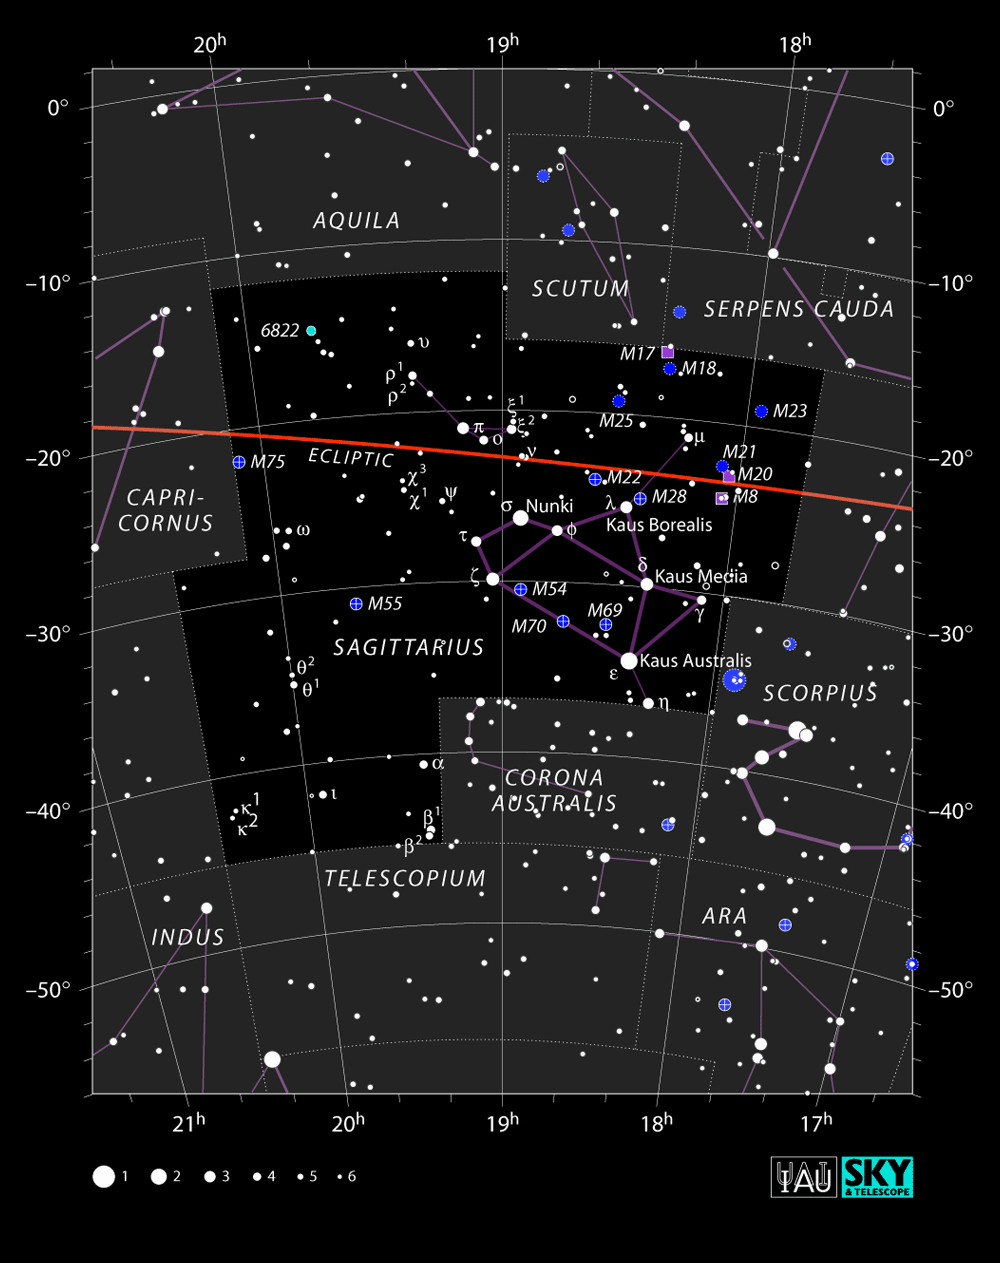 20h 19h 18h
0° 0°
AQUILA
–10° –10°
SCUTUM
SERPENS CAUDA
6822
υ
M17
M18
ρ1
ρ2
M25
M23
ξ1
π
ξ2
ο
μ
–20° –20°
ECLIPTIC
ν
M21
M75
M20
χ3
M22
CAPRI-
CORNUS
χ1
ψ
M28
M8
σ
Nunki
λ
Kaus Borealis
ω
τ
φ
δ
ζ
Kaus Media
M54
M55
M69
γ
M70
–30° –30°
SAGITTARIUS
θ2
Kaus Australis
ε
θ1
SCORPIUS
η
α
CORONA
AUSTRALIS
ι
κ1
κ2
–40° –40°
β1
β2
TELESCOPIUM
ARA
INDUS
–50° –50°
21h 20h 19h 18h 17h
1 2 3 4 5 6
IAU
SKY
& TELESCOPE